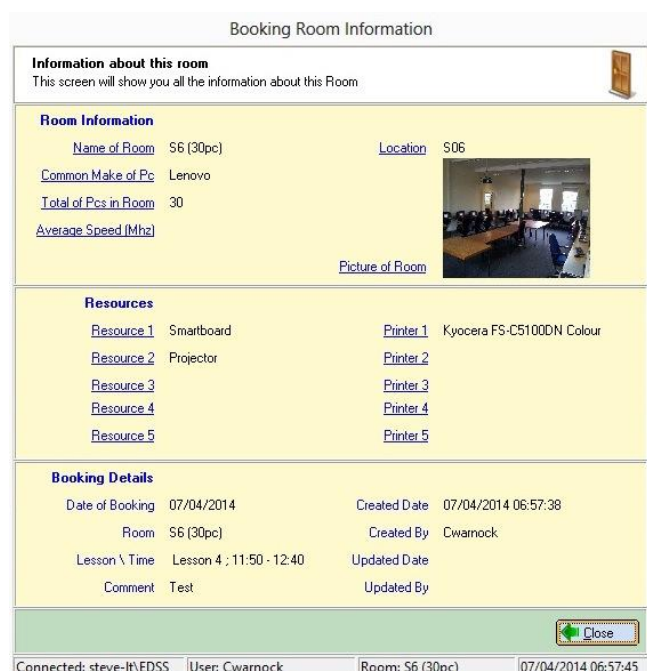 Booking Room Information
Information about this room
This screen will show you all the information about this Room
Room Information
Name of Room S6 (30pc) Location S06
Common Make of Pc Lenovo
Total of Pcs in Room 30
Average Speed (Mhz)
Picture of Room
Resources
Resource 1 Smartboard Printer 1 Kyocera FS-C5100DN Colour
Resource 2 Projector Printer 2
Resource 3 Printer 3
Resource 4 Printer 4
Resource 5 Printer 5
Booking Details
Date of Booking 07/04/2014 Created Date 07/04/2014 06:57:38
Room S6 (30pc) Created By Cwarnock
Lesson \ Time Lesson 4 ; 11:50 - 12:40 Updated Date
Comment Test Updated By
Close
Connected: steve-lt\EDSS User: Cwarnock Room: S6 (30pc) 07/04/2014 06:57:45